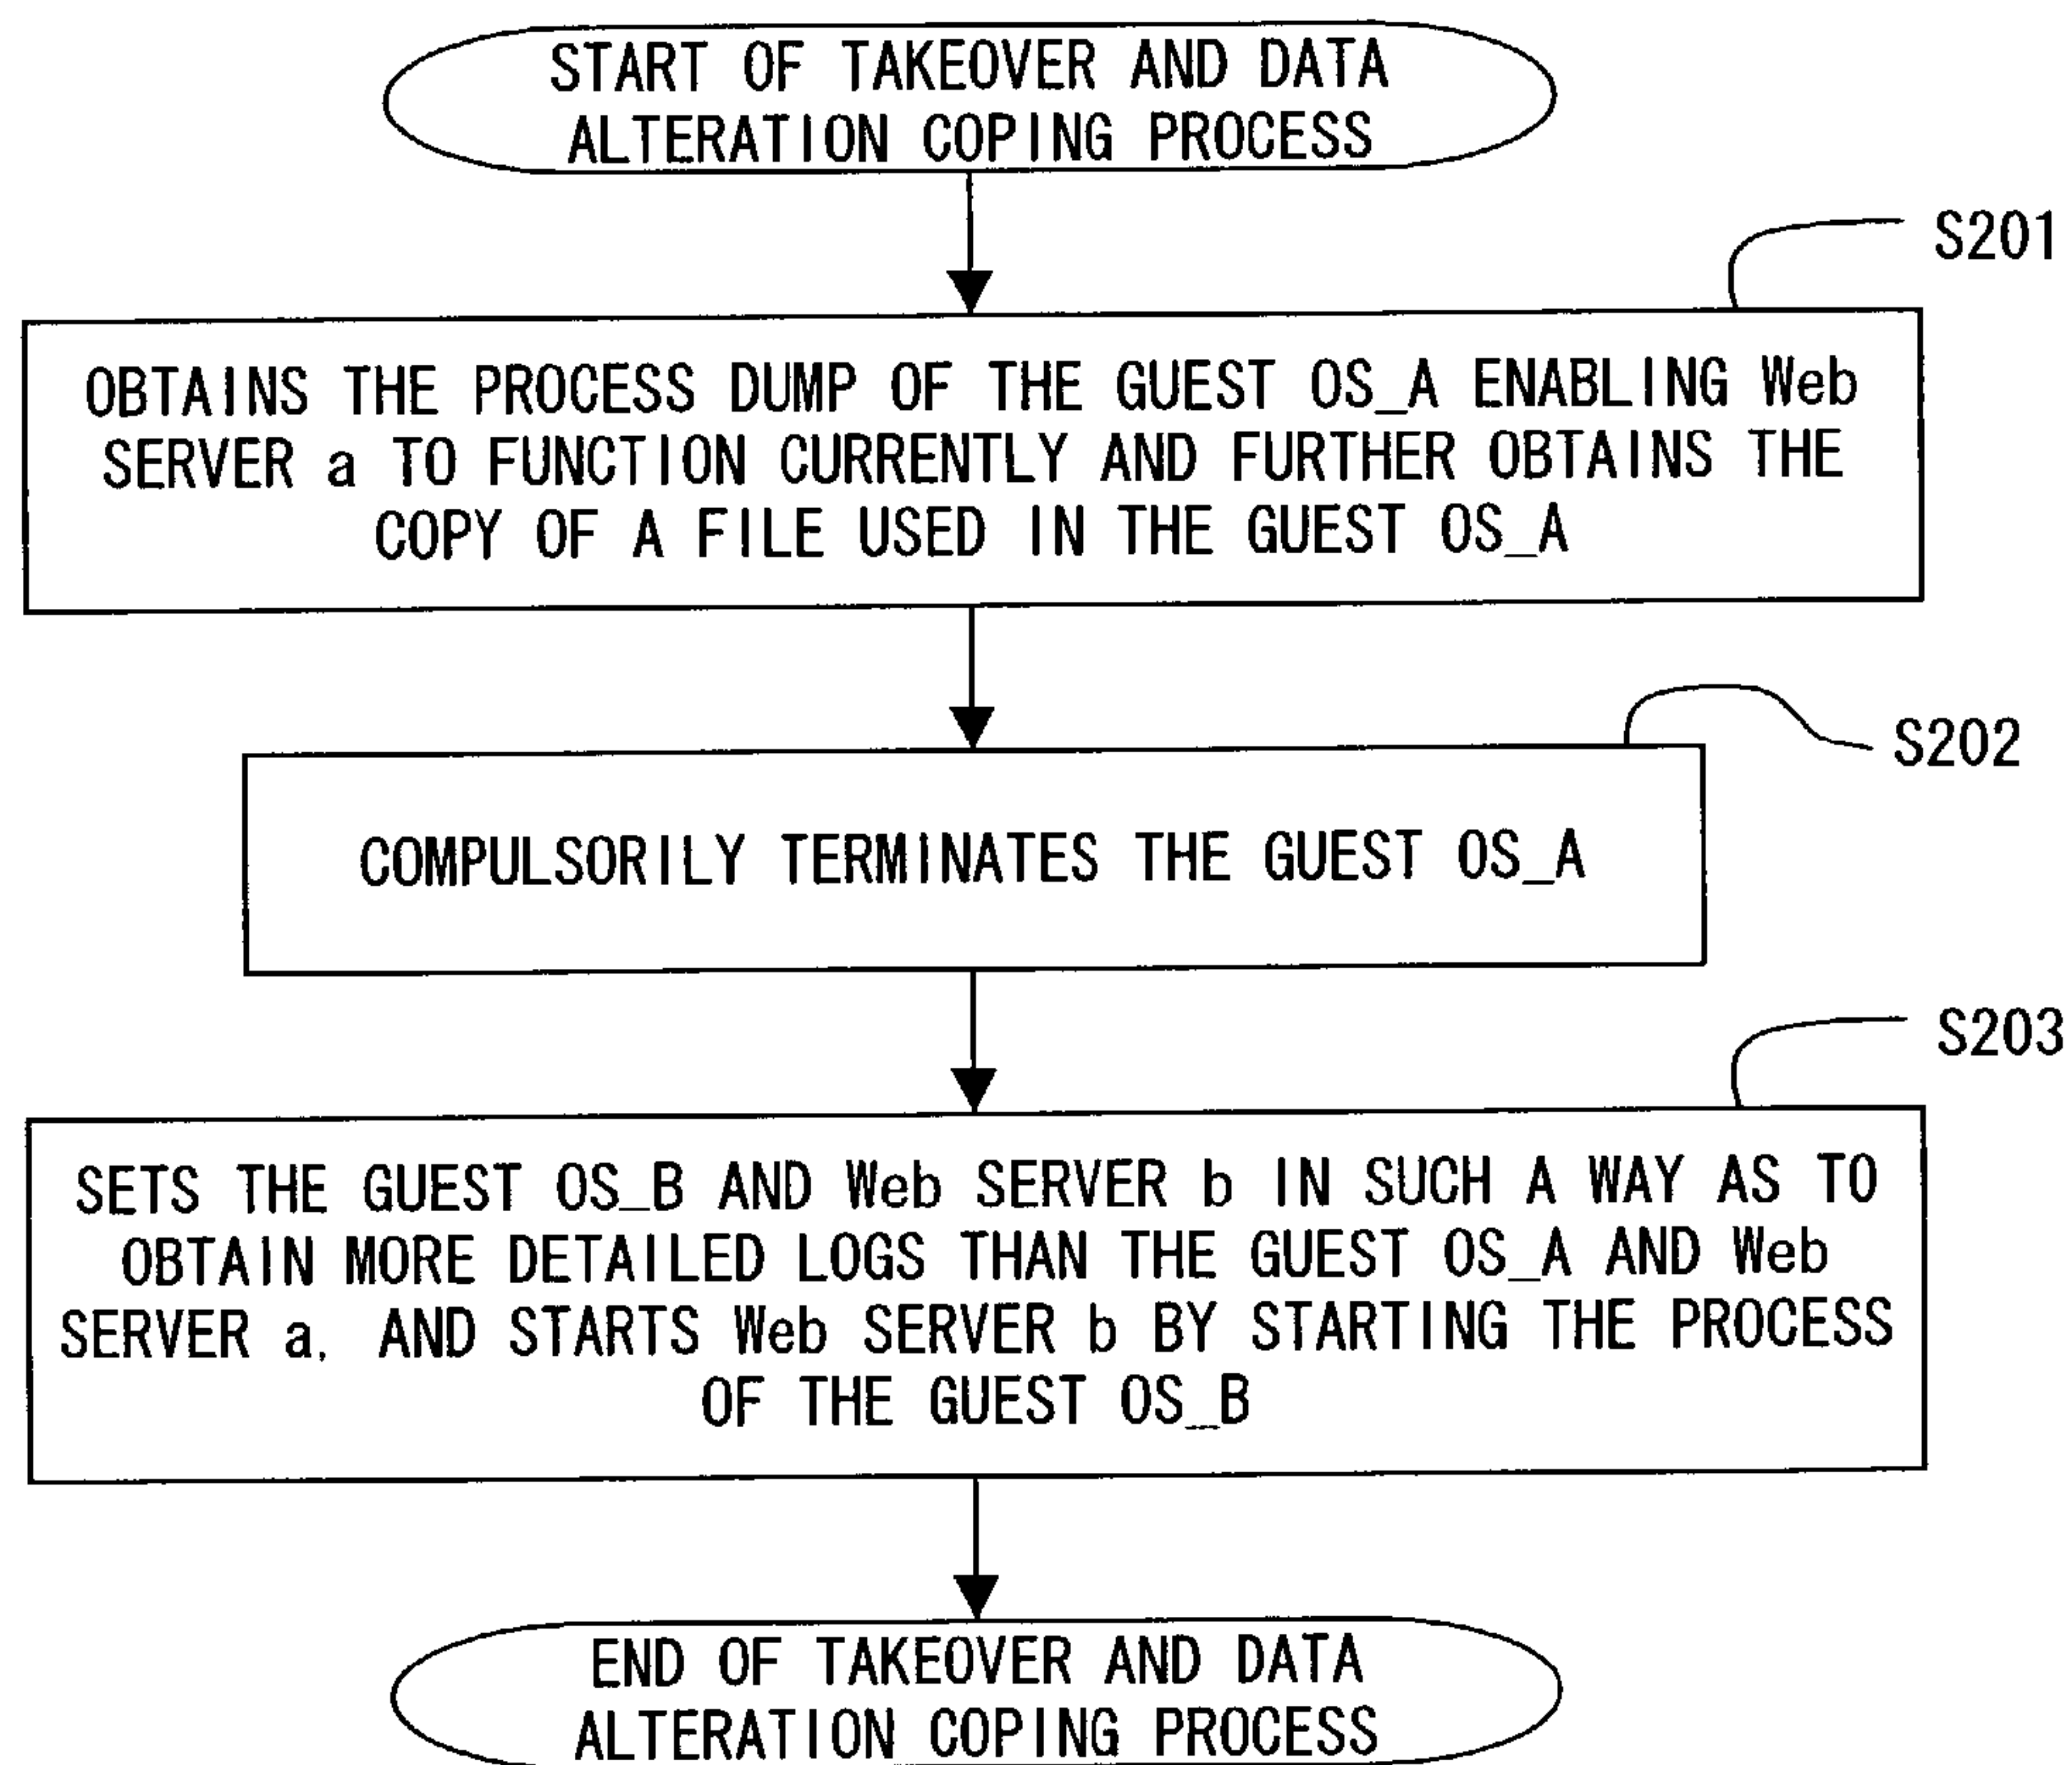 START OF TAKEOVER AND DATA
ALTERATION COPING PROCESS
S201
OBTAINS THE PROCESS DUMP OF THE GUEST OS_A ENABLING Web
SERVER a TO FUNCTION CURRENTLY AND FURTHER OBTAINS THE
COPY OF A FILE USED IN THE GUEST OS_A
S202
COMPULSORILY TERMINATES THE GUEST OS_A
S203
SETS THE GUEST OS_B AND Web SERVER b IN SUCH A WAY AS TO
OBTAIN MORE DETAILED LOGS THAN THE GUEST OS_A AND Web
SERVER a, AND STARTS Web SERVER b BY STARTING THE PROCESS
OF THE GUEST OS_B
END OF TAKEOVER AND DATA
ALTERATION COPING PROCESS